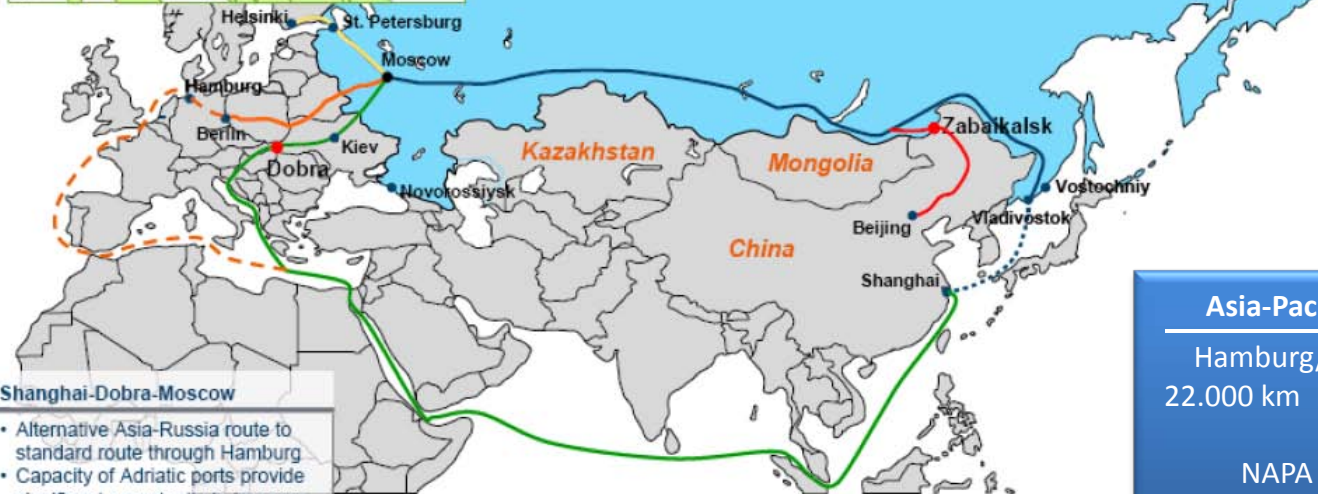 Helsinki
St. Petersburg
Moscow
Hamburg
Berlin
Kiev
Dobra
Novorossiysk
Kazakhstan
Mongolia
Zabaikalsk
Vostochniy
Vladivostok
Beijing
China
Shanghai
Shanghai-Dobra-Moscow
• Alternative Asia-Russia route to
standard route through Hamburg
• Capacity of Adriatic ports provide
Asia-Pac
Hamburg,
22.000 km
NAPA